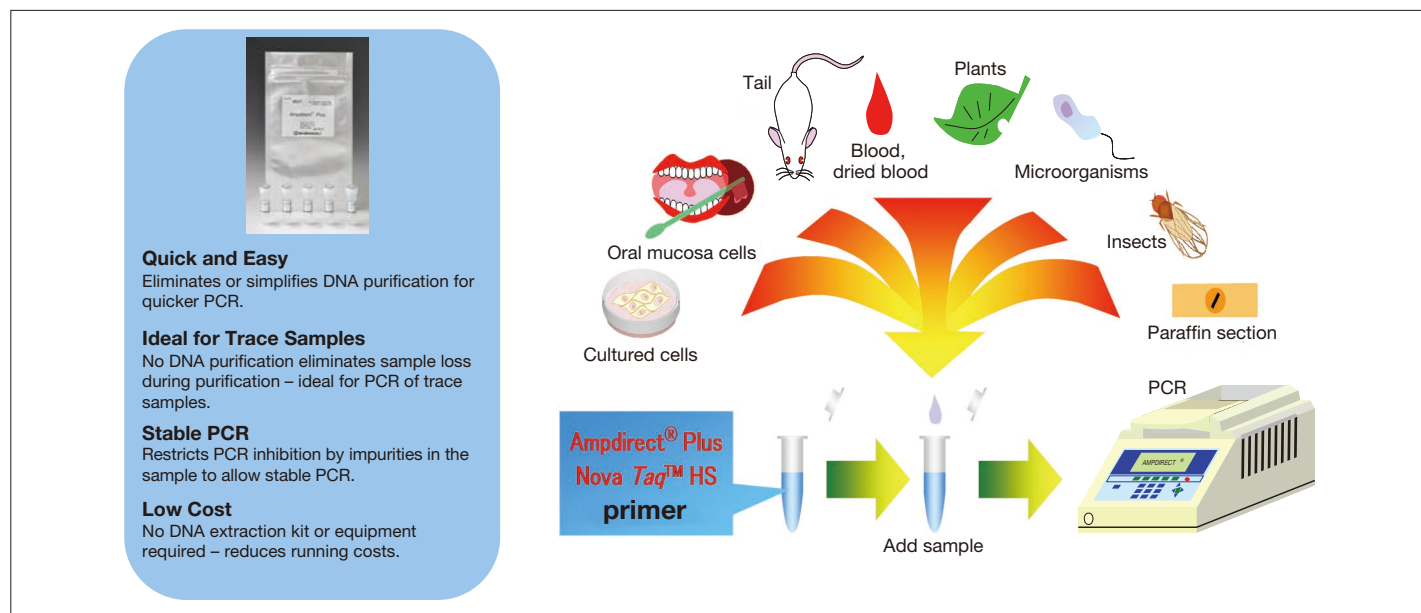 Ampdirect® Plus
Quick and Easy
Eliminates or simplifies DNA purification for
quicker PCR.
Ideal for Trace Samples
No DNA purification eliminates sample loss
during purification – ideal for PCR of trace
samples.
Stable PCR
Restricts PCR inhibition by impurities in the
sample to allow stable PCR.
Low Cost
No DNA extraction kit or equipment
required – reduces running costs.
Tail
Blood,
dried blood
Plants
Microorganisms
Oral mucosa cells
Insects
Cultured cells
Paraffin section
Ampdirect® Plus
Nova Taq™ HS
primer
Add sample
PCR
AMPDIRECT ®